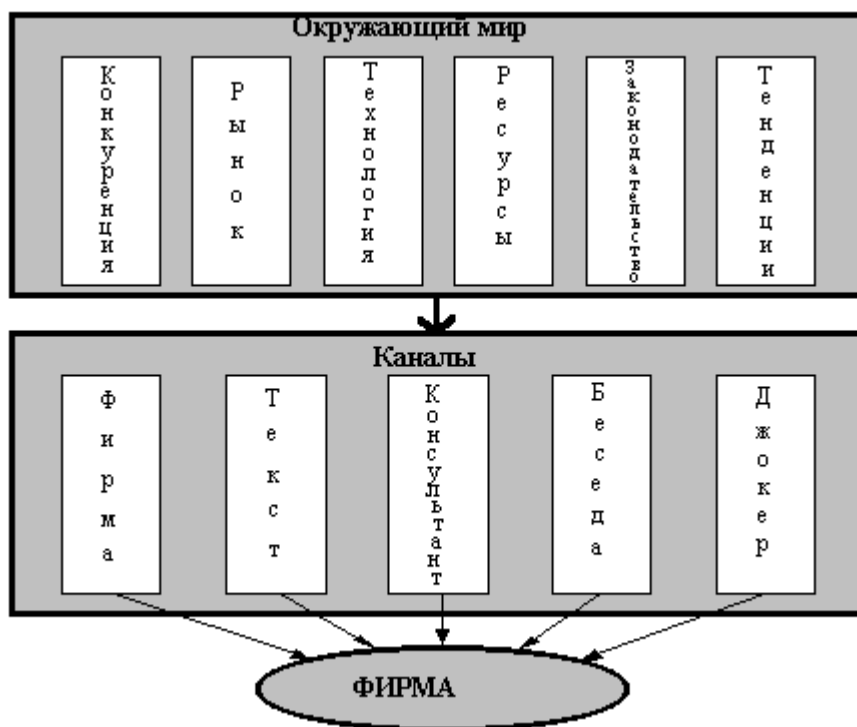 Окружающий мир
Конкуренция
Рынок
Технология
Ресурсы
Законодательство
Тенденции
Каналы
Фирма
Текст
Консультант
Беседа
Джокер
ФИРМА